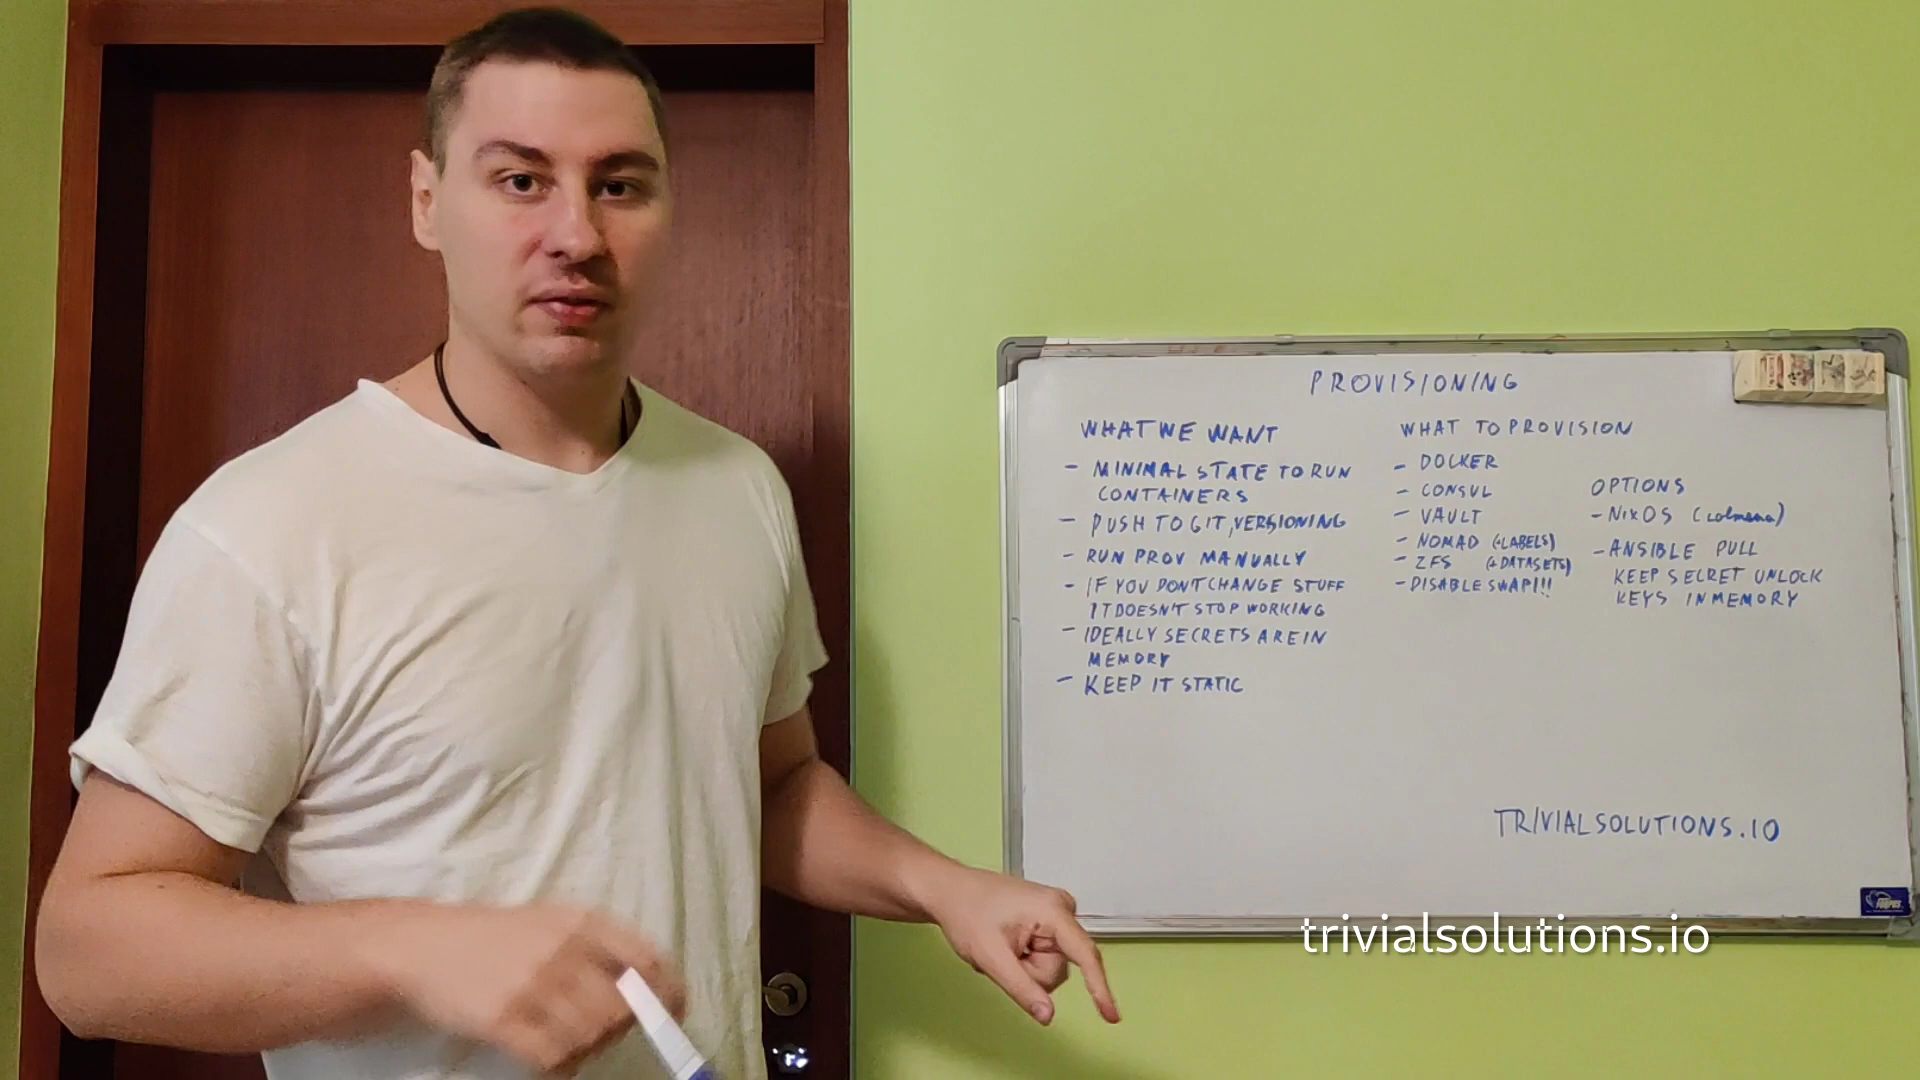 PROVISIONING
WHAT WE WANT
- MINIMAL STATE TO RUN
CONTAINERS
- PUSH TO GIT, VERSIONING
- RUN PROV MANUALLY
- IF YOU DONT CHANGE STUFF
IT DOESN'T STOP WORKING
- IDEALLY SECRETS ARE IN
MEMORY
- KEEP IT STATIC
WHAT TO PROVISION
- DOCKER
- CONSUL
- VAULT
- NOMAD (+LABELS)
- ZFS (+DATASETS)
- DISABLE SWAP!!!
OPTIONS
- NIXOS (colmena)
- ANSIBLE PULL
KEEP SECRET UNLOCK
KEYS IN MEMORY
TRIVIALSOLUTIONS.IO
trivialsolutions.io